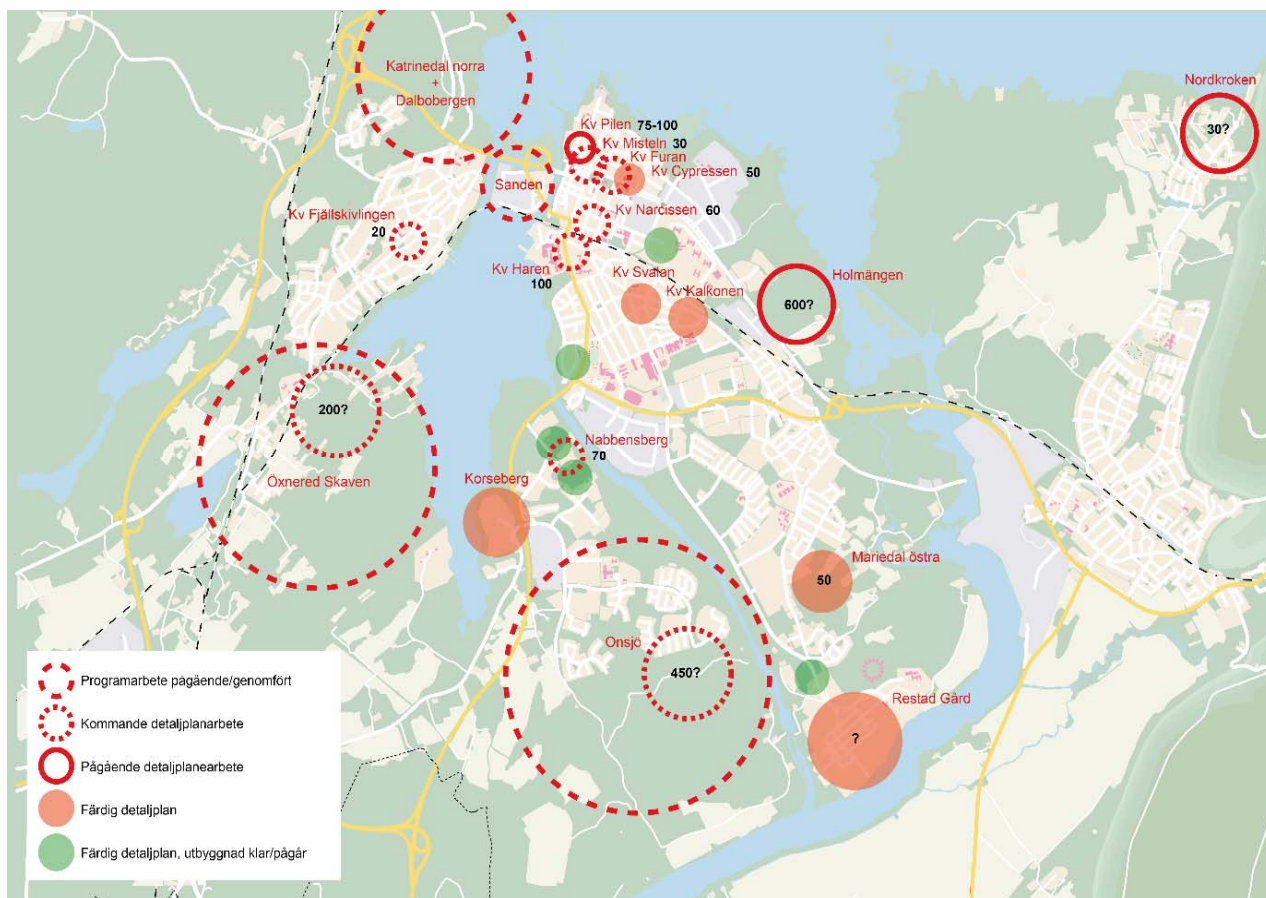 Katrinedal norra
+
Dalbobergen
Nordkroken
30?
Kv Pilen 75-100
Kv Misteln 30
Kv Furan
Kv Cypressen 50
Sanden
Kv Fjällskivlingen
20
Kv Narcissen 60
Kv Haren
100
Kv Svalan
Kv Kalkonen
Holmängen
600?
200?
Öxnered Skaven
Nabbensberg
70
Korseberg
Mariedal östra
50
Onsjö
450?
Restad Gård
?
Programarbete pågående/genomfört
Kommande detaljplanarbete
Pågående detaljplanearbete
Färdig detaljplan
Färdig detaljplan, utbyggnad klar/pågår